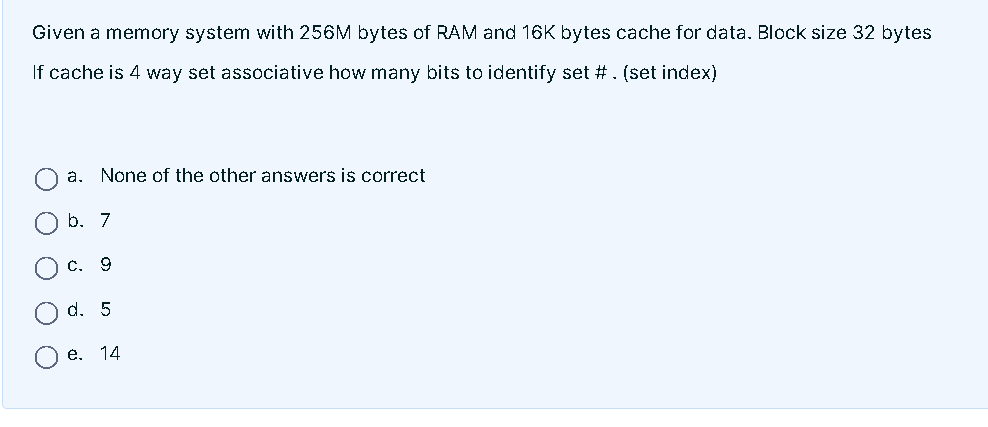 Given a memory system with 256M bytes of RAM and 16K bytes cache for data. Block size 32 bytes
If cache is 4 way set associative how many bits to identify set # . (set index)
a. None of the other answers is correct
b. 7
c. 9
d. 5
e. 14